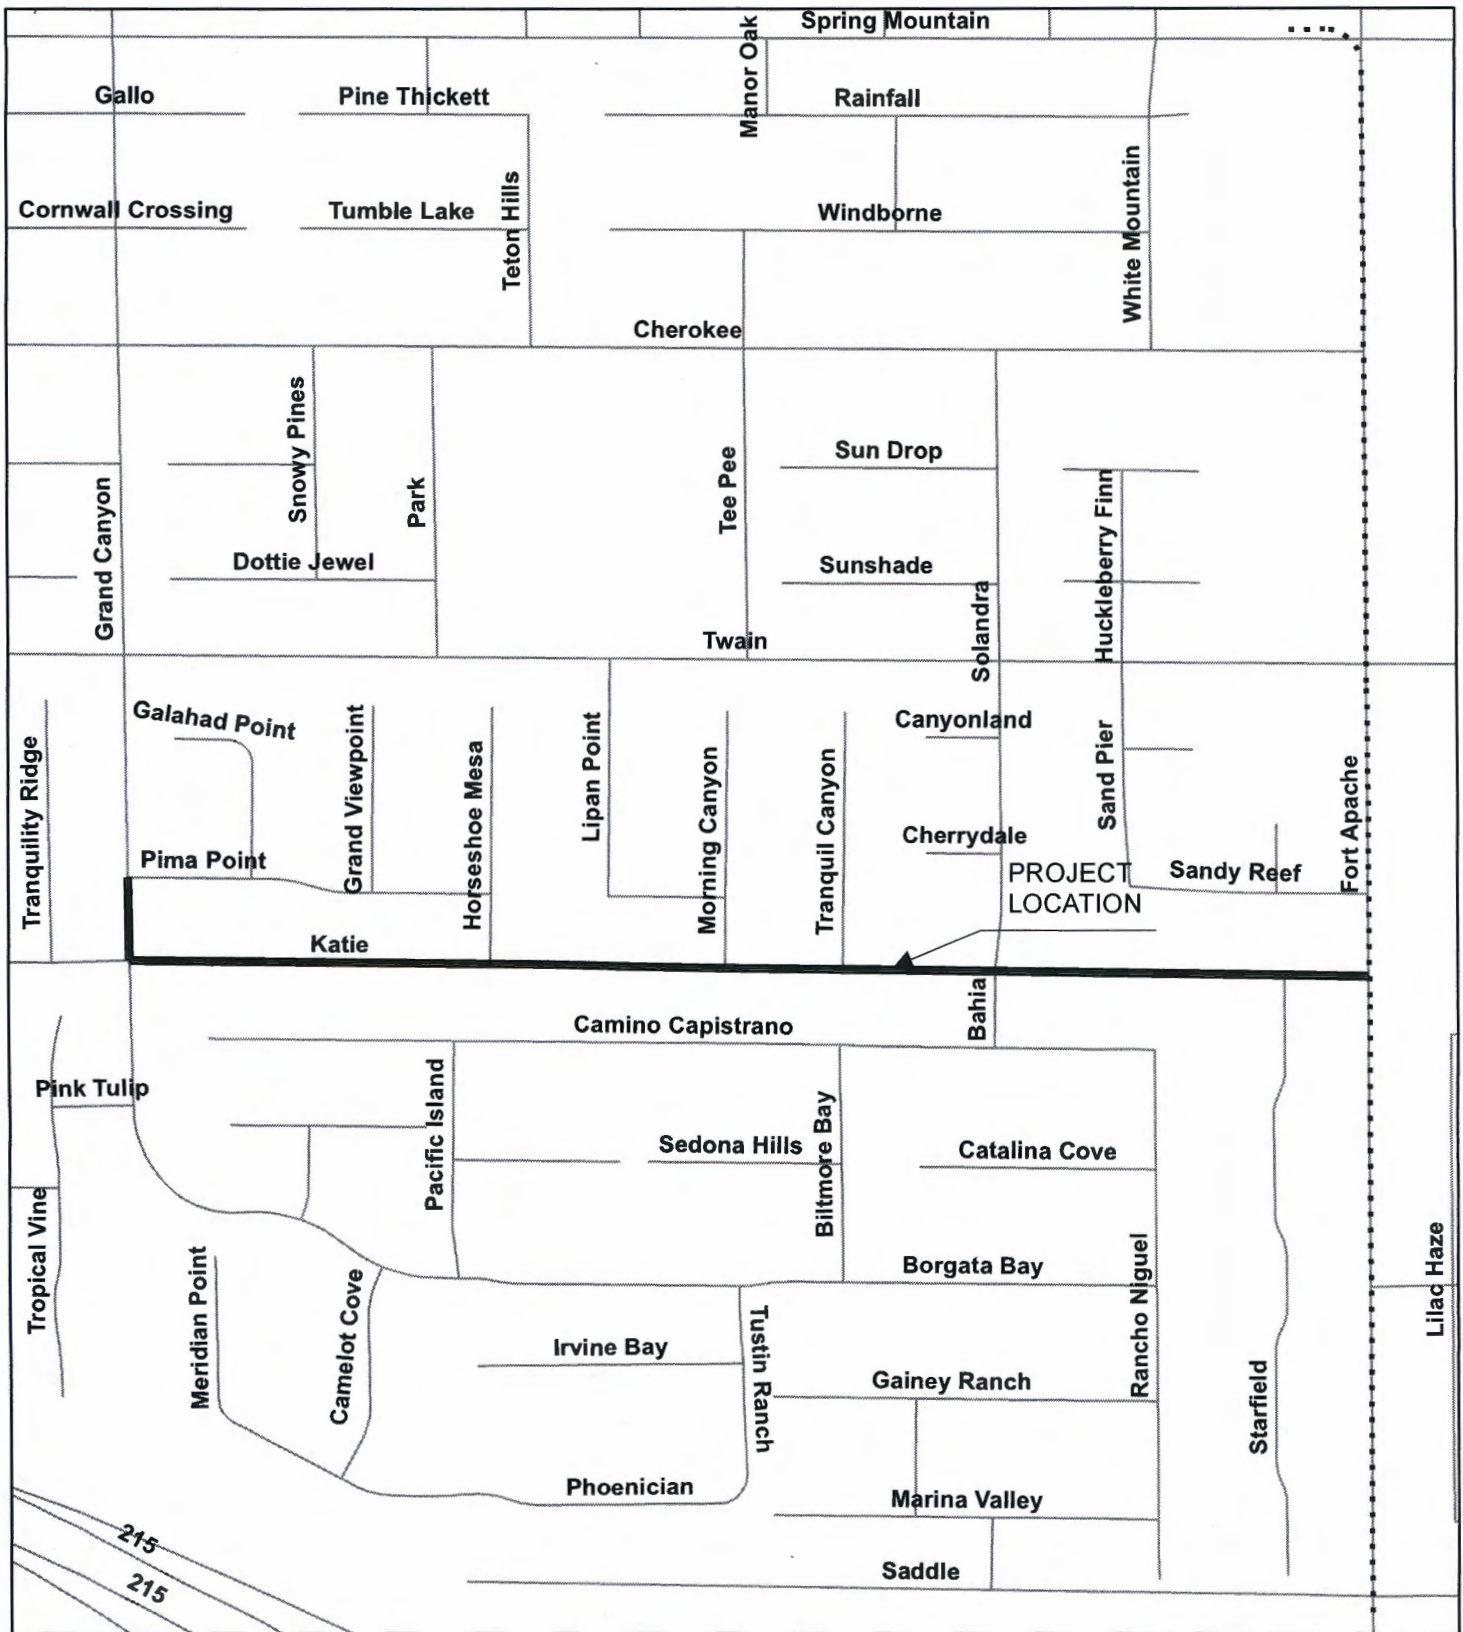 Spring Mountain
Manor Oak
Gallo
Pine Thickett
Rainfall
Cornwall Crossing
Tumble Lake
Teton Hills
Windborne
White Mountain
Cherokee
Snowy Pines
Park
Grand Canyon
Dottie Jewel
Tee Pee
Sun Drop
Sunshade
Solandra
Huckleberry Finn
Twain
Tranquility Ridge
Galahad Point
Grand Viewpoint
Horseshoe Mesa
Lipan Point
Morning Canyon
Tranquil Canyon
Canyonland
Sand Pier
Fort Apache
Pima Point
Cherrydale
PROJECT
LOCATION
Sandy Reef
Katie
Bahia
Camino Capistrano
Pink Tulip
Pacific Island
Sedona Hills
Biltmore Bay
Catalina Cove
Tropical Vine
Meridian Point
Camelot Cove
Borgata Bay
Rancho Niguel
Lilac Haze
Irvine Bay
Tustin Ranch
Gainey Ranch
Starfield
Phoenician
Marina Valley
215
215
Saddle